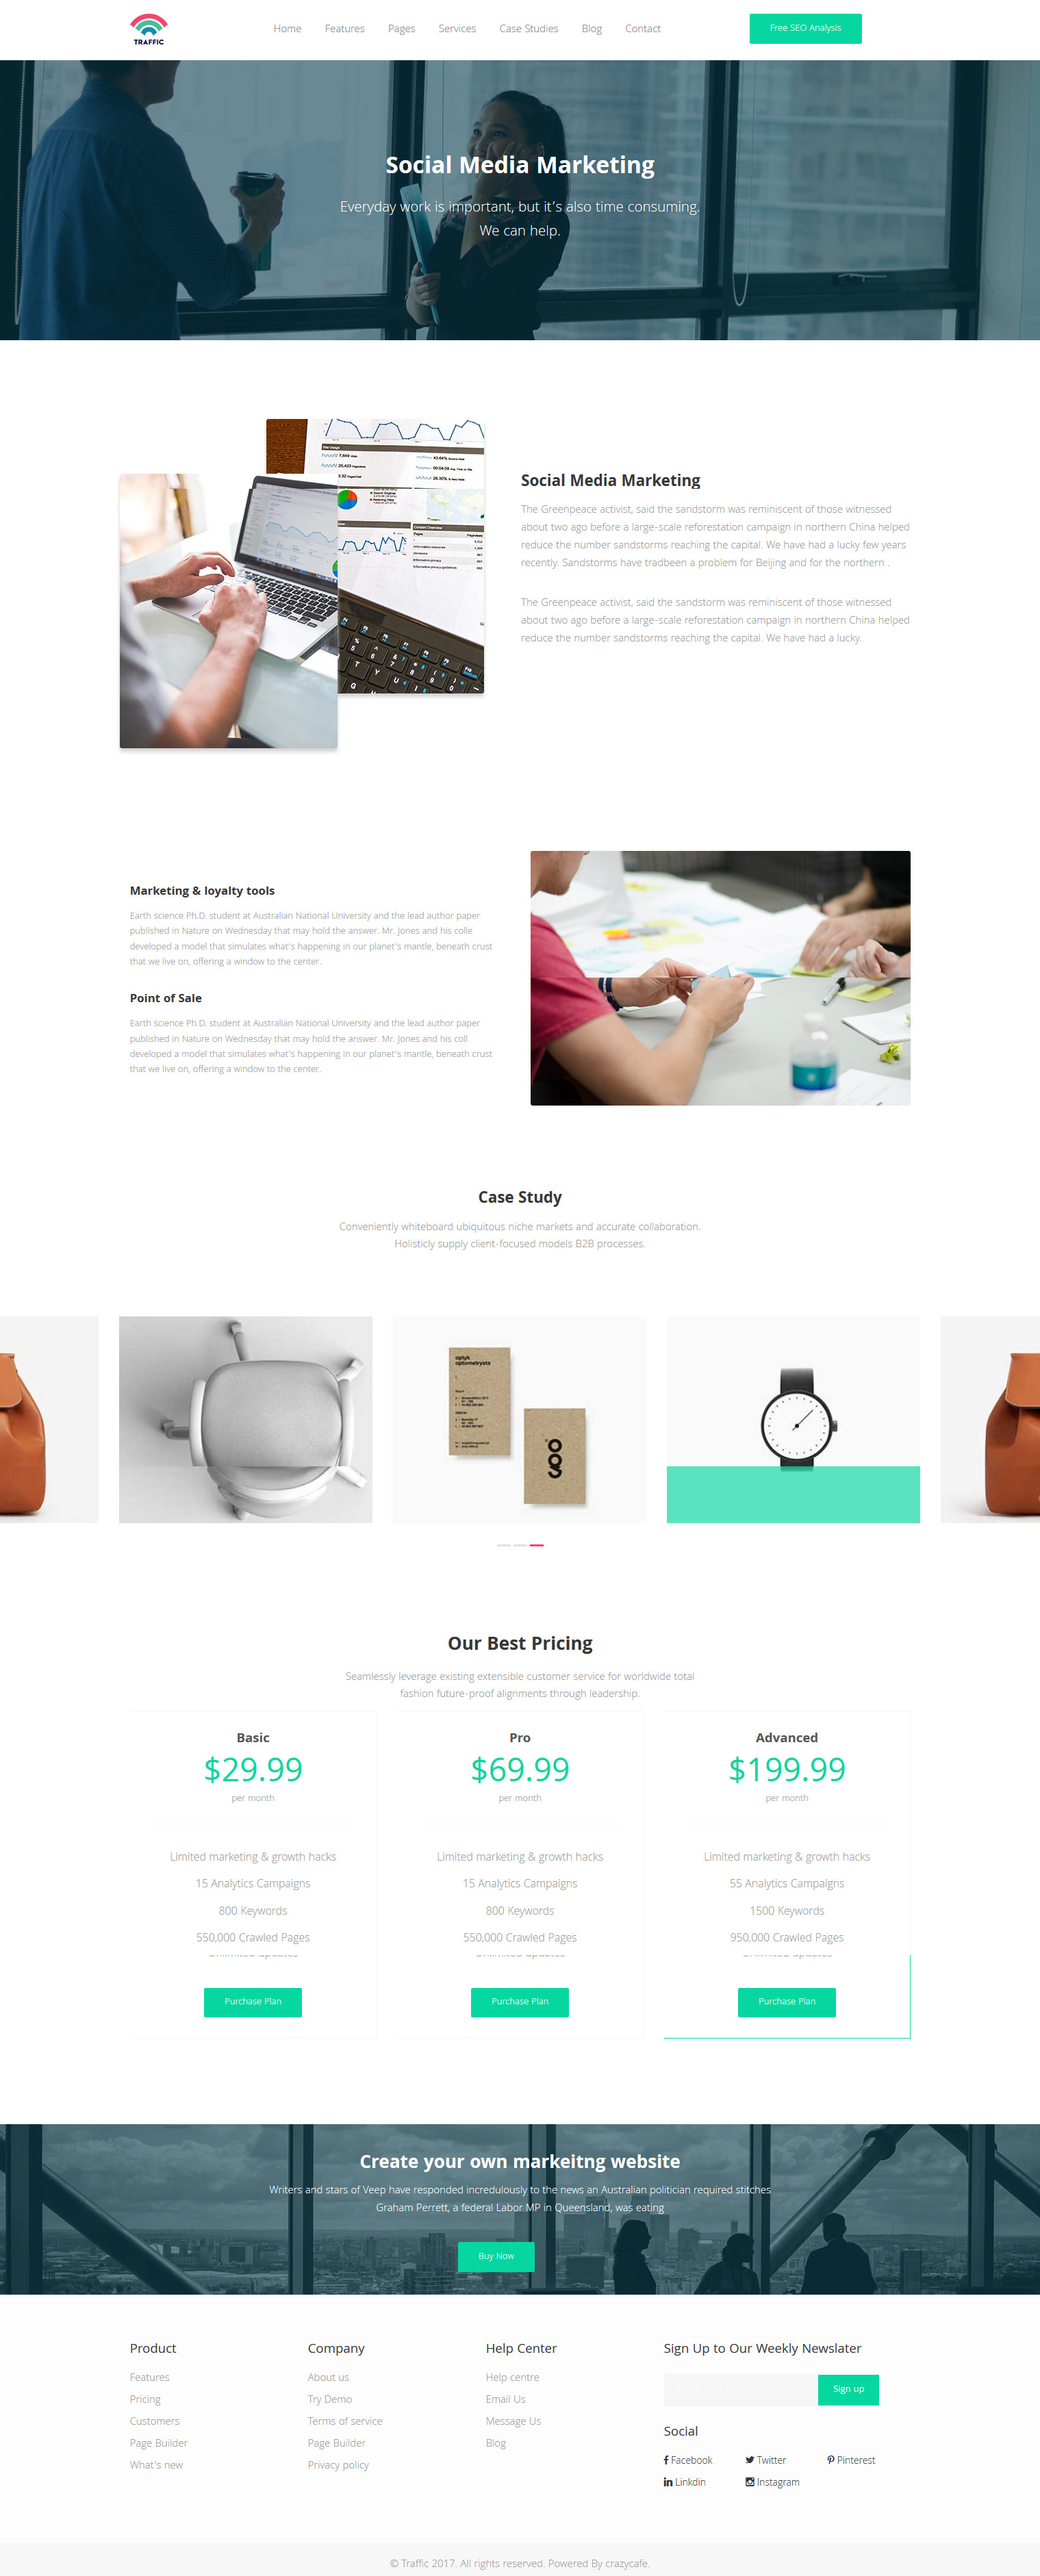 TRAFFIC
Home Features Pages Services Case Studies Blog Contact
Free SEO Analysis
Social Media Marketing
Everyday work is important, but it's also time consuming.
We can help.
Social Media Marketing
The Greenpeace activist, said the sandstorm was reminiscent of those witnessed
about two ago before a large-scale reforestation campaign in northern China helped
reduce the number sandstorms reaching the capital. We have had a lucky few years
recently. Sandstorms have tradbeen a problem for Beijing and for the northern .
The Greenpeace activist, said the sandstorm was reminiscent of those witnessed
about two ago before a large-scale reforestation campaign in northern China helped
reduce the number sandstorms reaching the capital. We have had a lucky.
Marketing & loyalty tools
Earth science Ph.D. student at Australian National University and the lead author paper
published in Nature on Wednesday that may hold the answer. Mr. Jones and his colle
developed a model that simulates what's happening in our planet's mantle, beneath crust
that we live on, offering a window to the center.
Point of Sale
Earth science Ph.D. student at Australian National University and the lead author paper
published in Nature on Wednesday that may hold the answer. Mr. Jones and his coll
developed a model that simulates what's happening in our planet's mantle, beneath crust
that we live on, offering a window to the center.
Case Study
Conveniently whiteboard ubiquitous niche markets and accurate collaboration.
Holisticly supply client-focused models B2B processes.
optyk
optometrysta
Our Best Pricing
Seamlessly leverage existing extensible customer service for worldwide total
fashion future-proof alignments through leadership.
Basic
$29.99
per month
Limited marketing & growth hacks
15 Analytics Campaigns
800 Keywords
550,000 Crawled Pages
Unlimited updates
Purchase Plan
Pro
$69.99
per month
Limited marketing & growth hacks
15 Analytics Campaigns
800 Keywords
550,000 Crawled Pages
Unlimited updates
Purchase Plan
Advanced
$199.99
per month
Limited marketing & growth hacks
55 Analytics Campaigns
1500 Keywords
950,000 Crawled Pages
Unlimited updates
Purchase Plan
Create your own markeitng website
Writers and stars of Veep have responded incredulously to the news an Australian politician required stitches
Graham Perrett, a federal Labor MP in Queensland, was eating
Buy Now
Product
Features
Pricing
Customers
Page Builder
What's new
Company
About us
Try Demo
Terms of service
Page Builder
Privacy policy
Help Center
Help centre
Email Us
Message Us
Blog
Sign Up to Our Weekly Newslater
Sign up
Social
Facebook Twitter Pinterest
Linkdin Instagram
© Traffic 2017. All rights reserved. Powered By crazycafe.